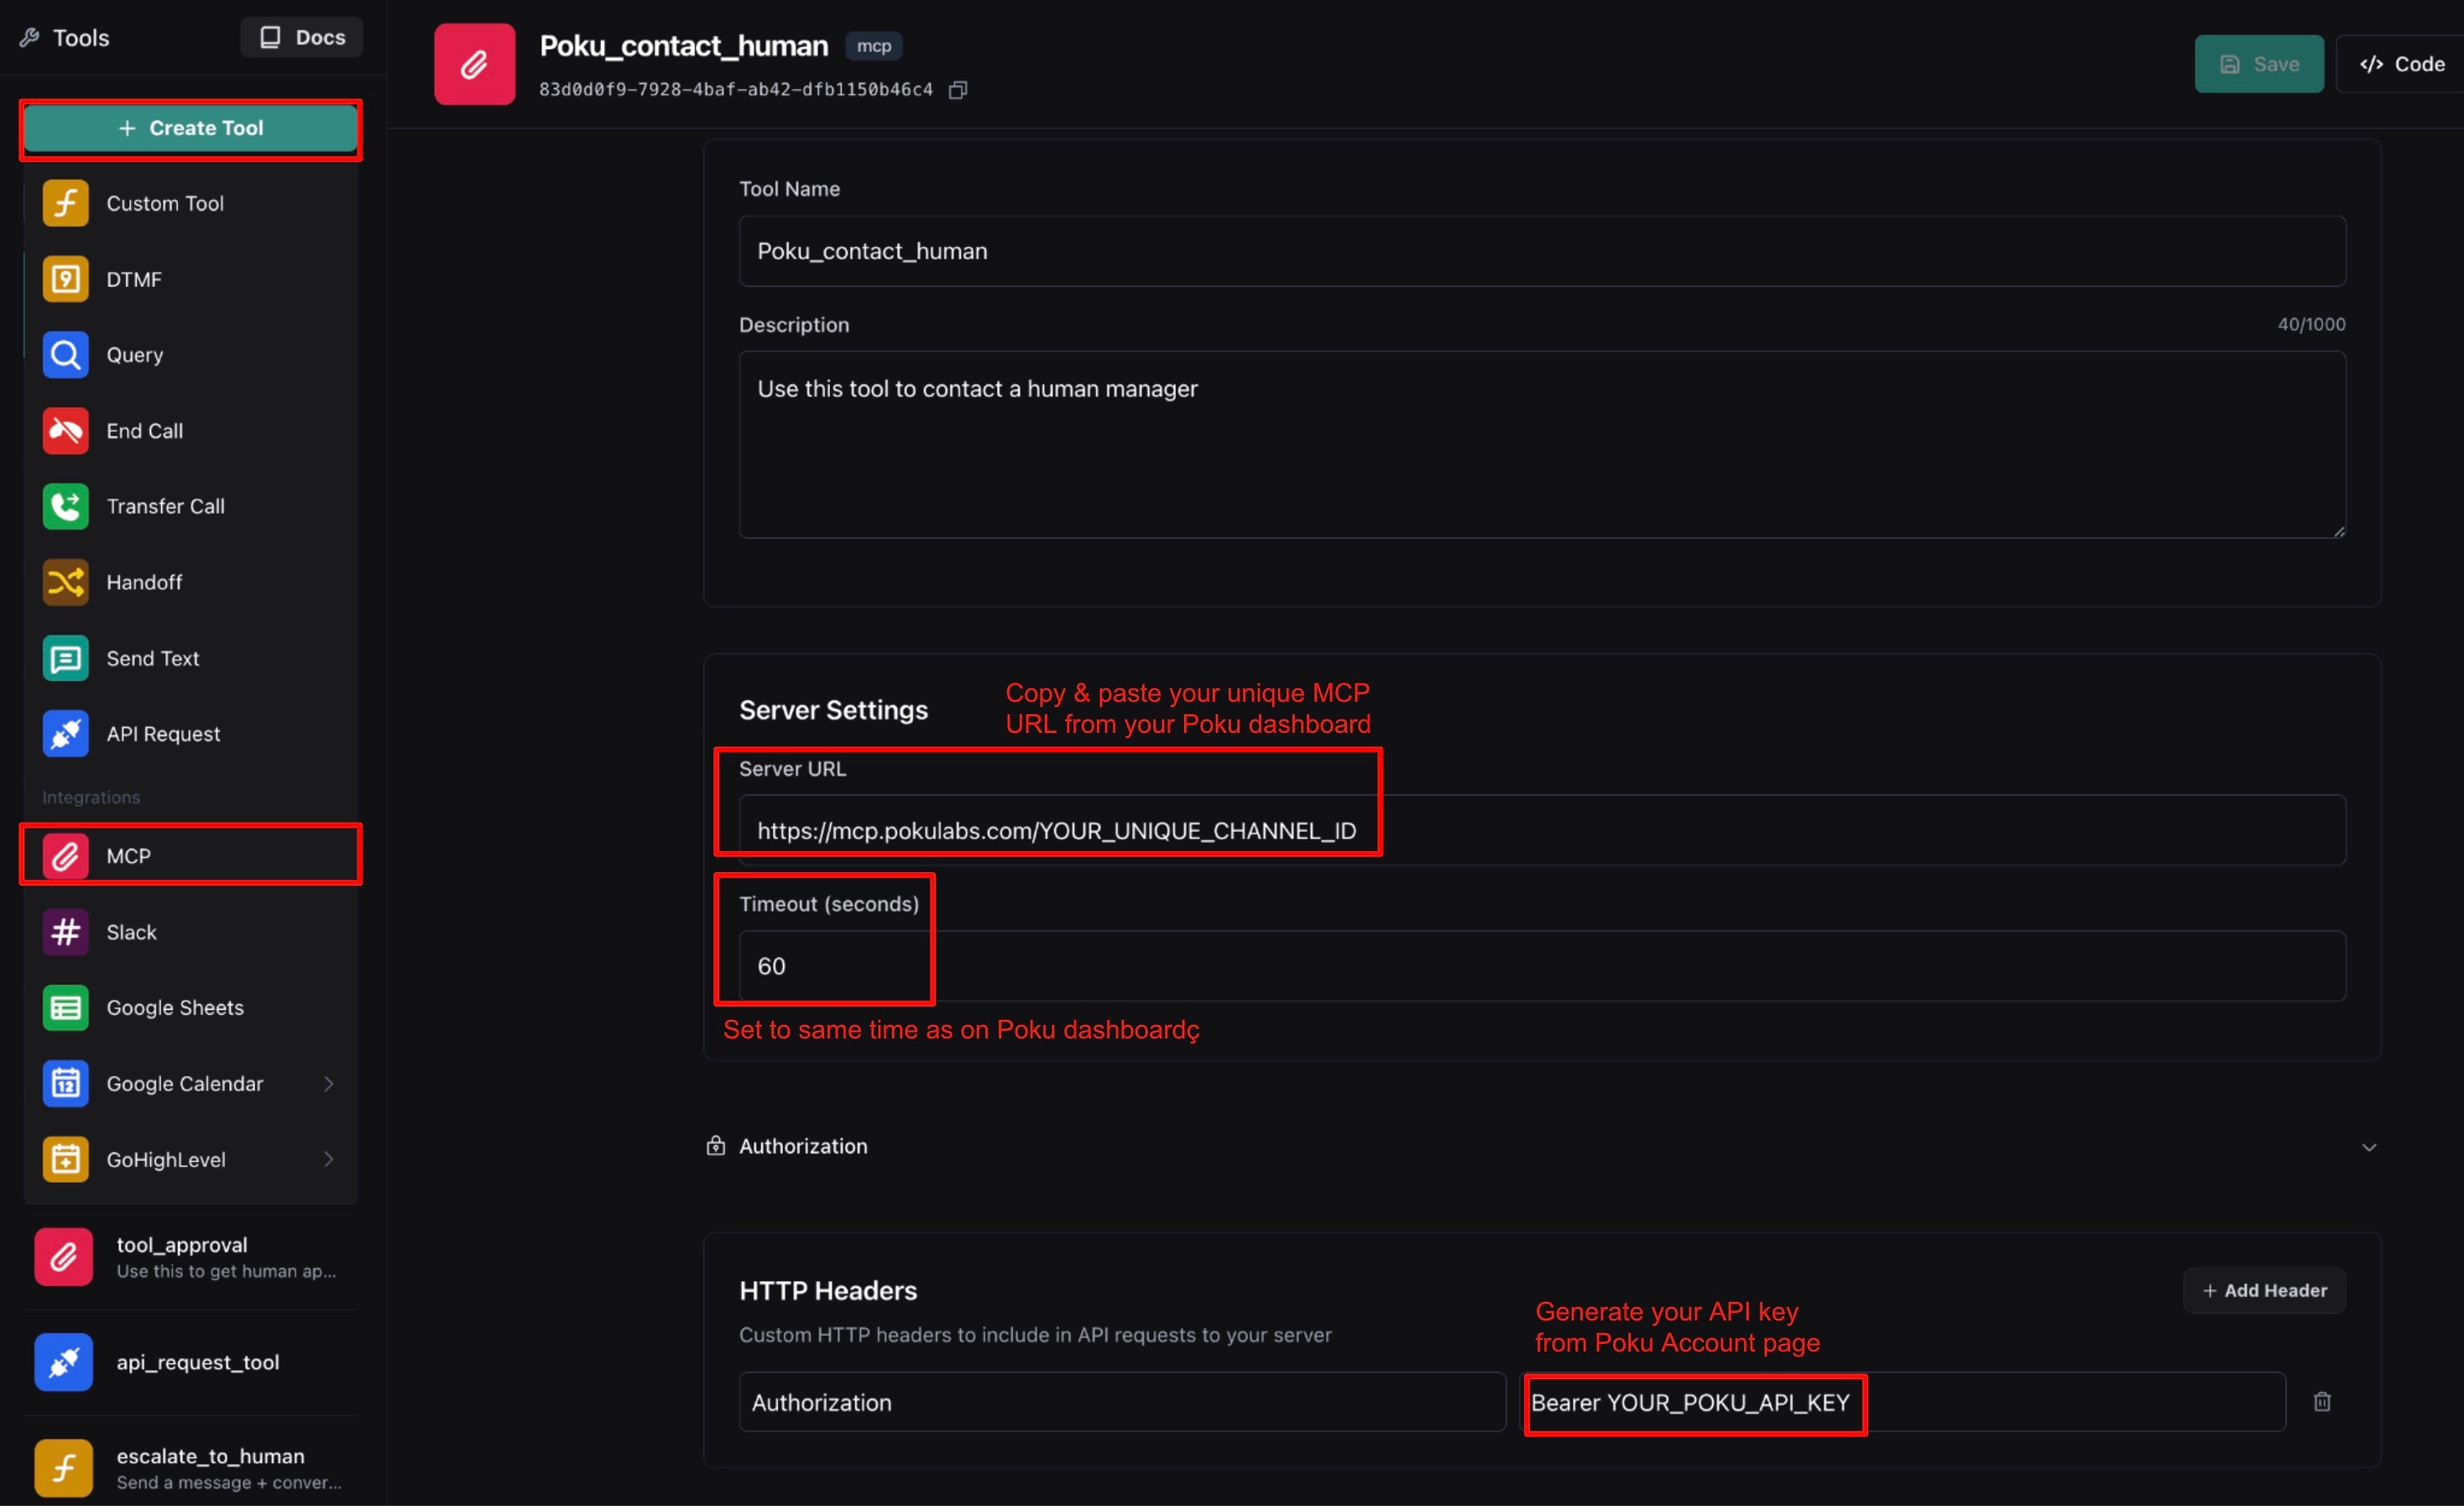 Tools
Docs
Create Tool
Custom Tool
DTMF
Query
End Call
Transfer Call
Handoff
Send Text
API Request
Integrations
MCP
Slack
Google Sheets
Google Calendar
GoHighLevel
tool_approval
Use this to get human ap...
api_request_tool
escalate_to_human
Send a message + conver...
Poku_contact_human
mcp
83d0d0f9-7928-4baf-ab42-dfb1150b46c4
Save
</> Code
Tool Name
Poku_contact_human
Description
40/1000
Use this tool to contact a human manager
Server Settings
Copy & paste your unique MCP
URL from your Poku dashboard
Server URL
https://mcp.pokulabs.com/YOUR_UNIQUE_CHANNEL_ID
Timeout (seconds)
60
Set to same time as on Poku dashboardç
Authorization
HTTP Headers
+ Add Header
Custom HTTP headers to include in API requests to your server
Generate your API key
from Poku Account page
Authorization
Bearer YOUR_POKU_API_KEY